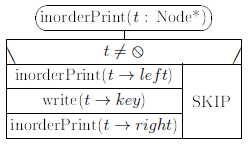 inorderPrint(t : Node*)
t ≠ ⦸
inorderPrint(t → left)
write(t → key)
SKIP
inorderPrint(t → right)